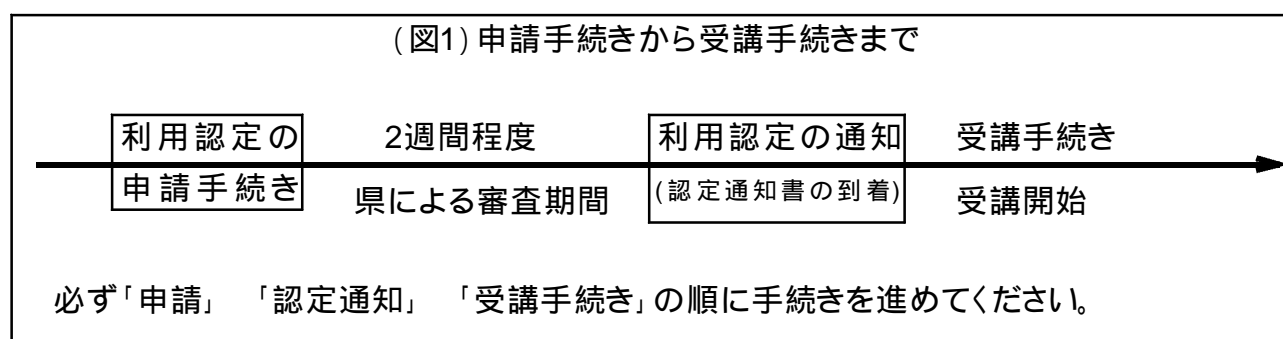 (図1)申請手続きから受講手続きまで
利用認定の 2週間程度 利用認定の通知 受講手続き
申請手続き 県による審査期間 (認定通知書の到着) 受講開始
必ず「申請」 「認定通知」 「受講手続き」の順に手続きを進めてください。